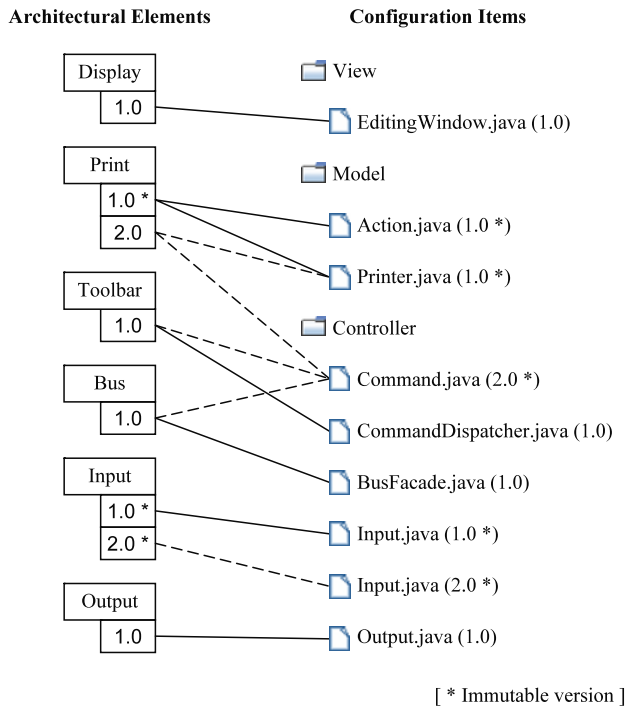 Architectural Elements
Configuration Items
Display
View
1.0
EditingWindow.java (1.0)
Print
Model
1.0 *
Action.java (1.0 *)
2.0
Printer.java (1.0 *)
Toolbar
Controller
1.0
Command.java (2.0 *)
Bus
1.0
CommandDispatcher.java (1.0)
Input
BusFacade.java (1.0)
1.0 *
Input.java (1.0 *)
2.0 *
Input.java (2.0 *)
Output
1.0
Output.java (1.0)
[ * Immutable version ]